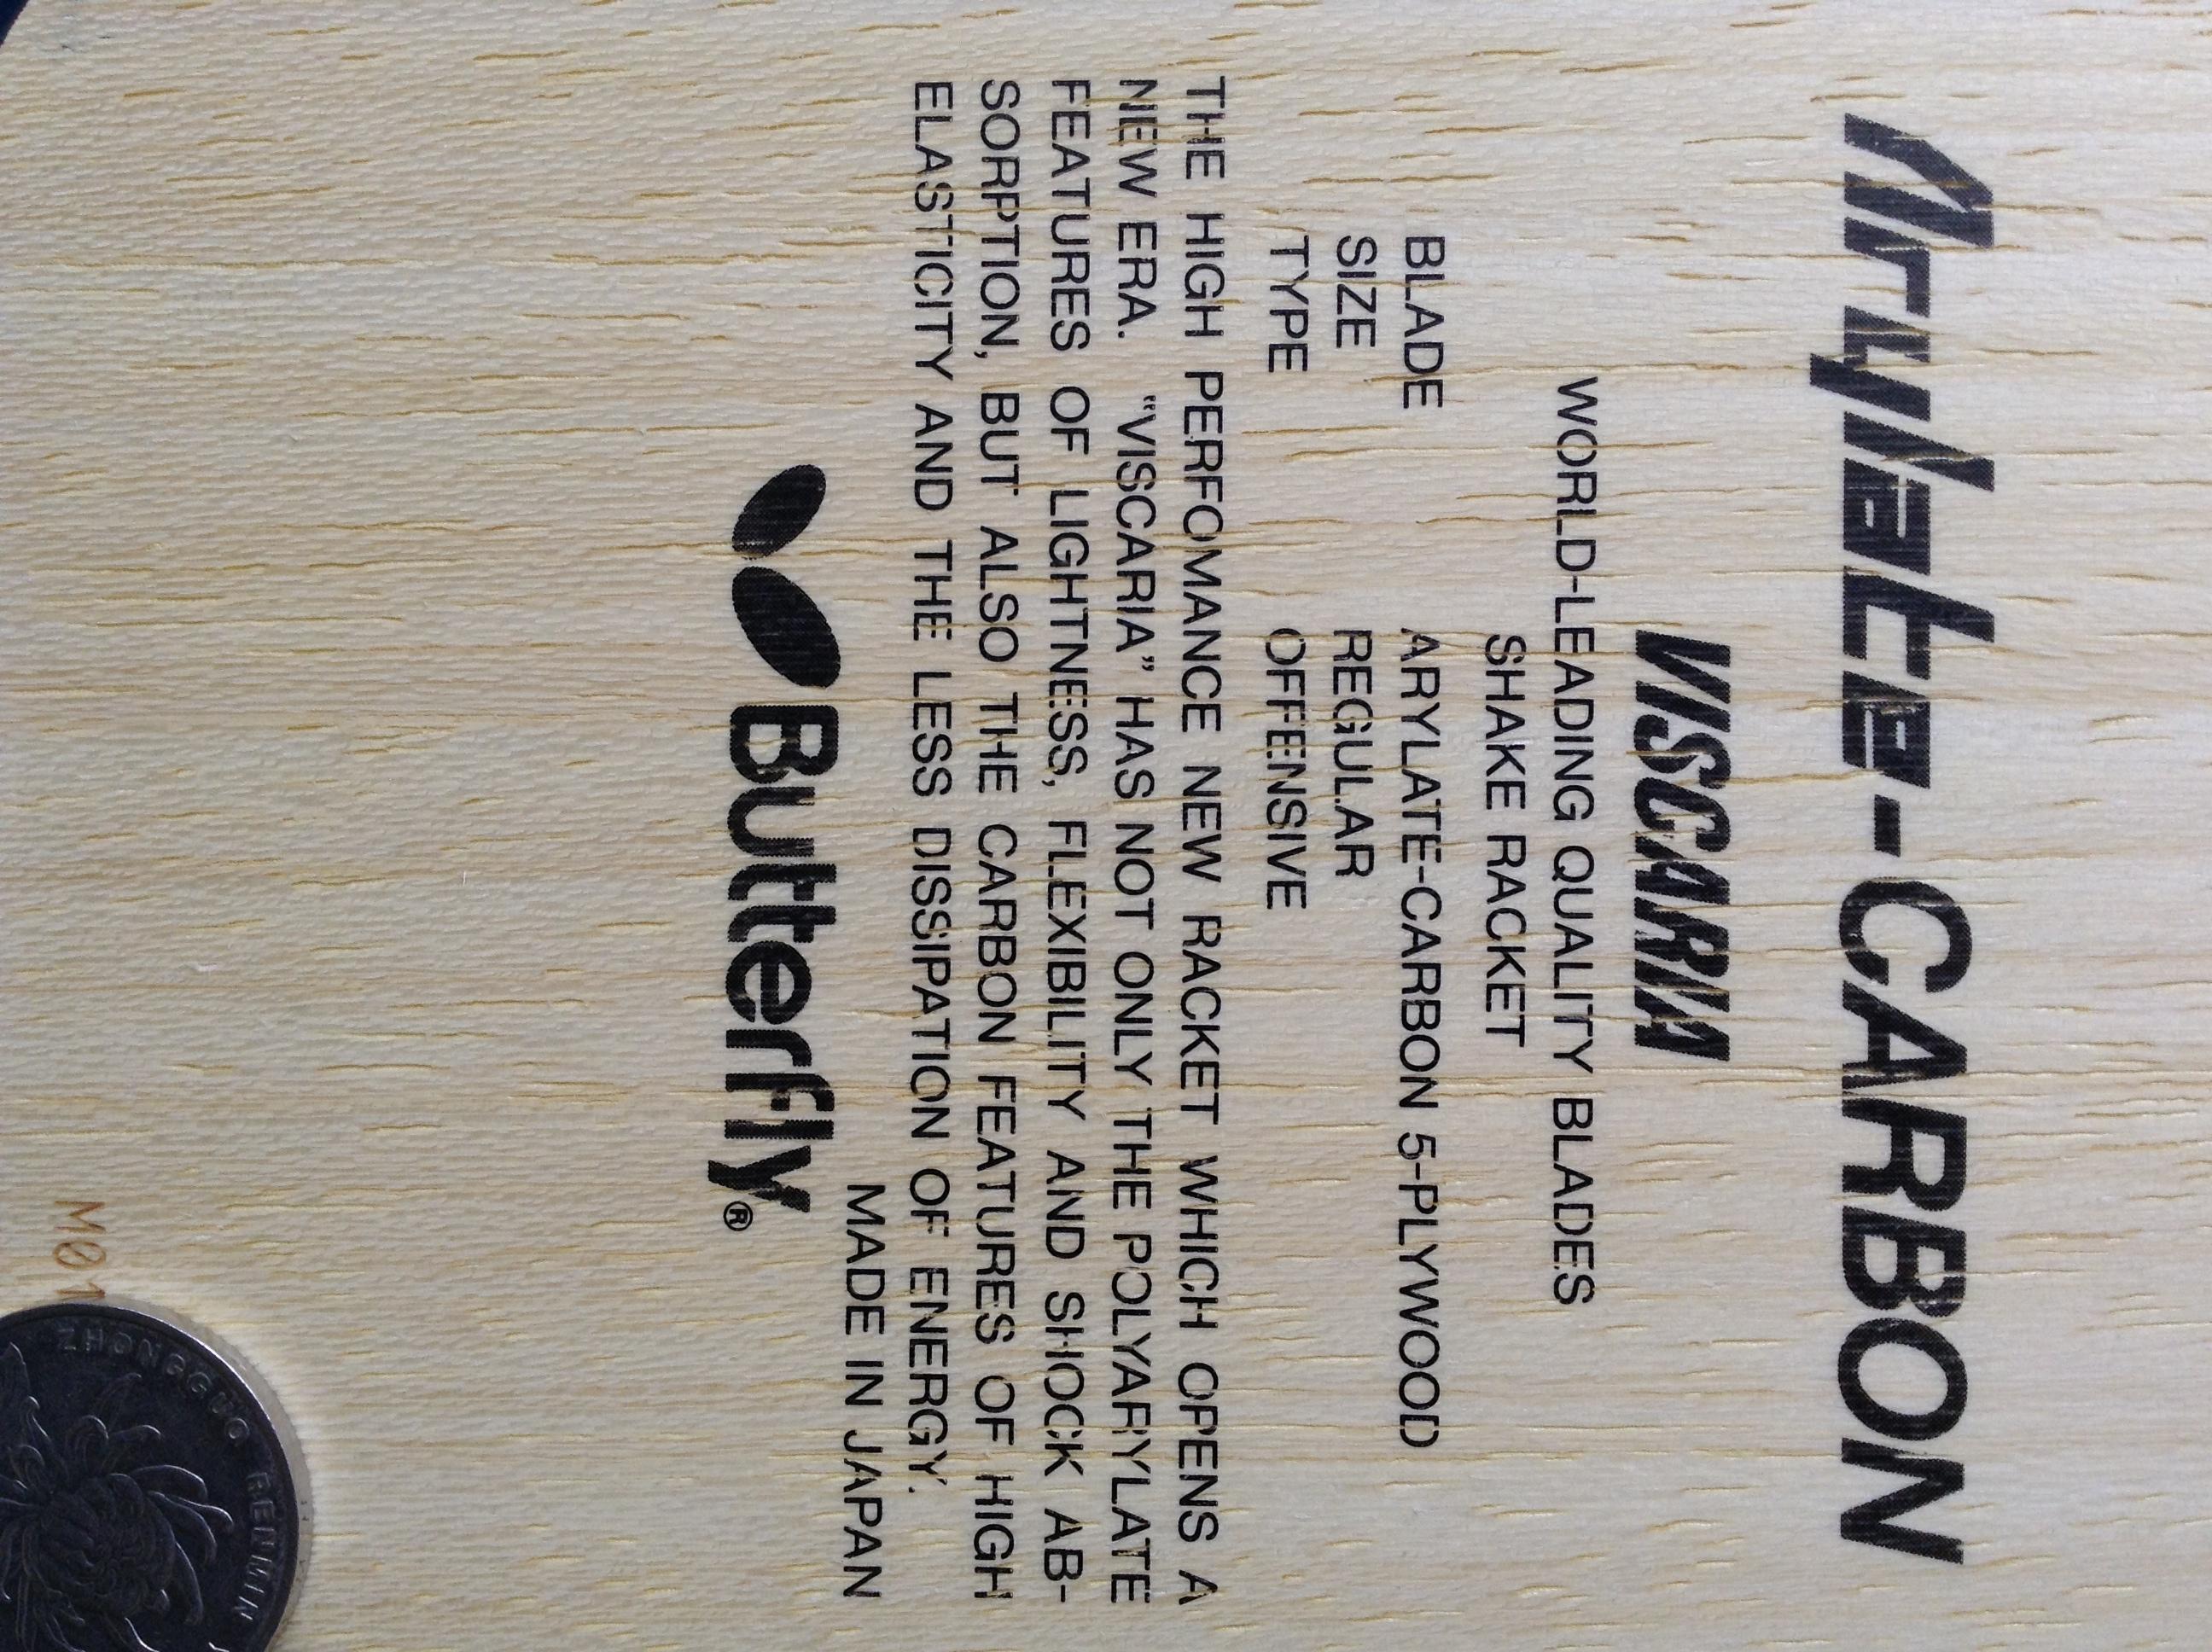 Arylate-CARBON
VISCARIA
WORLD-LEADING QUALITY BLADES
SHAKE RACKET
BLADE ARYLATE-CARBON 5-PLYWOOD
SIZE REGULAR
TYPE OFFENSIVE
THE HIGH PERFOMANCE NEW RACKET WHICH OPENS A
NEW ERA. "VISCARIA" HAS NOT ONLY THE POLYARYLATE
FEATURES OF LIGHTNESS, FLEXIBILITY AND SHOCK AB-
SORPTION, BUT ALSO THE CARBON FEATURES OF HIGH
ELASTICITY AND THE LESS DISSIPATION OF ENERGY.
MADE IN JAPAN
Butterfly®
M01
ZHONGGUO RENMIN